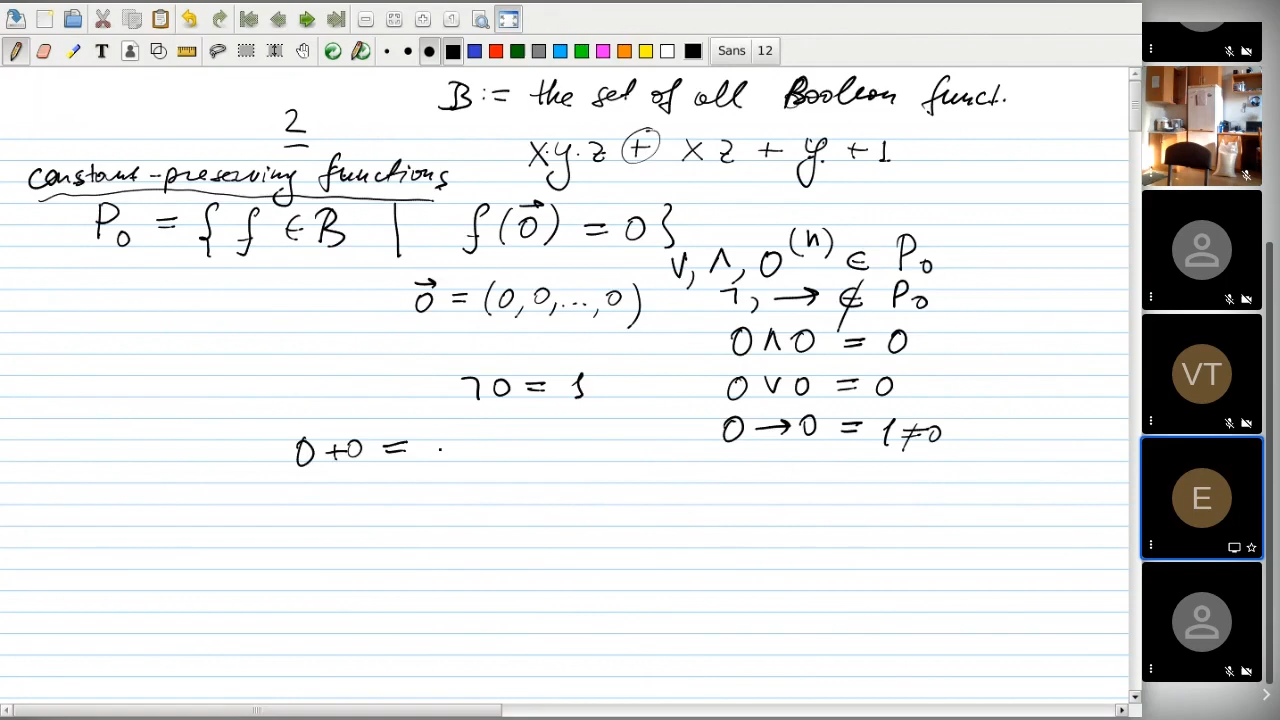 Sans 12
B := the set of all Boolean funct.
2
x·y·z + xz + y + 1
constant-preserving functions
P₀ = { f ∈ B | f(0⃗) = 0 }
∨, ∧, 0⁽ⁿ⁾ ∈ P₀
0⃗ = (0,0,...,0)
¬, → ∉ P₀
0 ∧ 0 = 0
¬0 = 1
0 ∨ 0 = 0
0 → 0 = 1 ≠ 0
0 + 0 =
VT
E